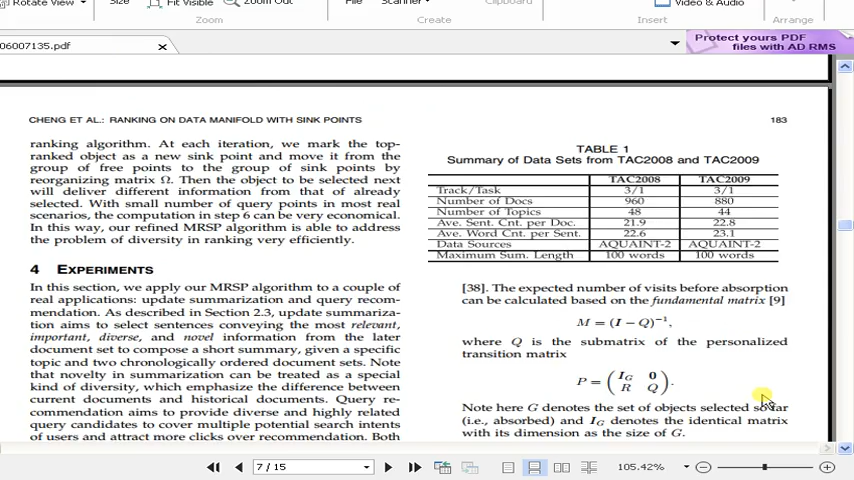 Rotate View
Size
Fit Visible
Zoom Out
File
Scanner
Clipboard
Video & Audio
Zoom
Create
Insert
Arrange
06007135.pdf
Protect yours PDF
files with AD RMS
CHENG ET AL.: RANKING ON DATA MANIFOLD WITH SINK POINTS
183
ranking algorithm. At each iteration, we mark the top-
ranked object as a new sink point and move it from the
group of free points to the group of sink points by
reorganizing matrix Ω. Then the object to be selected next
will deliver different information from that of already
selected. With small number of query points in most real
scenarios, the computation in step 6 can be very economical.
In this way, our refined MRSP algorithm is able to address
the problem of diversity in ranking very efficiently.
4 EXPERIMENTS
In this section, we apply our MRSP algorithm to a couple of
real applications: update summarization and query recom-
mendation. As described in Section 2.3, update summariza-
tion aims to select sentences conveying the most relevant,
important, diverse, and novel information from the later
document set to compose a short summary, given a specific
topic and two chronologically ordered document sets. Note
that novelty in summarization can be treated as a special
kind of diversity, which emphasize the difference between
current documents and historical documents. Query re-
commendation aims to provide diverse and highly related
query candidates to cover multiple potential search intents
of users and attract more clicks over recommendation. Both
TABLE 1
Summary of Data Sets from TAC2008 and TAC2009
TAC2008 TAC2009
Track/Task 3/1 3/1
Number of Docs 960 880
Number of Topics 48 44
Ave. Sent. Cnt. per Doc. 21.9 22.8
Ave. Word Cnt. per Sent. 22.6 23.1
Data Sources AQUAINT-2 AQUAINT-2
Maximum Sum. Length 100 words 100 words
[38]. The expected number of visits before absorption
can be calculated based on the fundamental matrix [9]
M = (I − Q)⁻¹,
where Q is the submatrix of the personalized
transition matrix
P = ( I_G 0
R Q ).
Note here G denotes the set of objects selected so far
(i.e., absorbed) and I_G denotes the identical matrix
with its dimension as the size of G.
7 / 15
105.42%